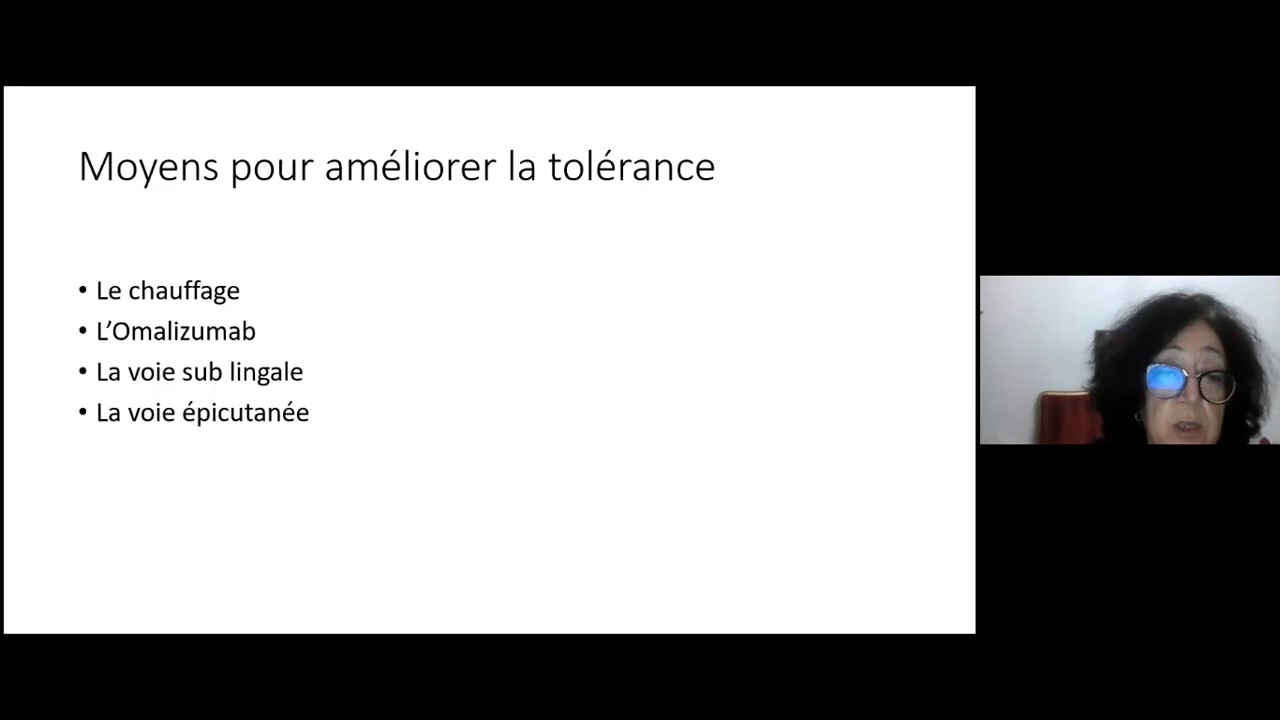 Moyens pour améliorer la tolérance
• Le chauffage
• L’Omalizumab
• La voie sub lingale
• La voie épicutanée